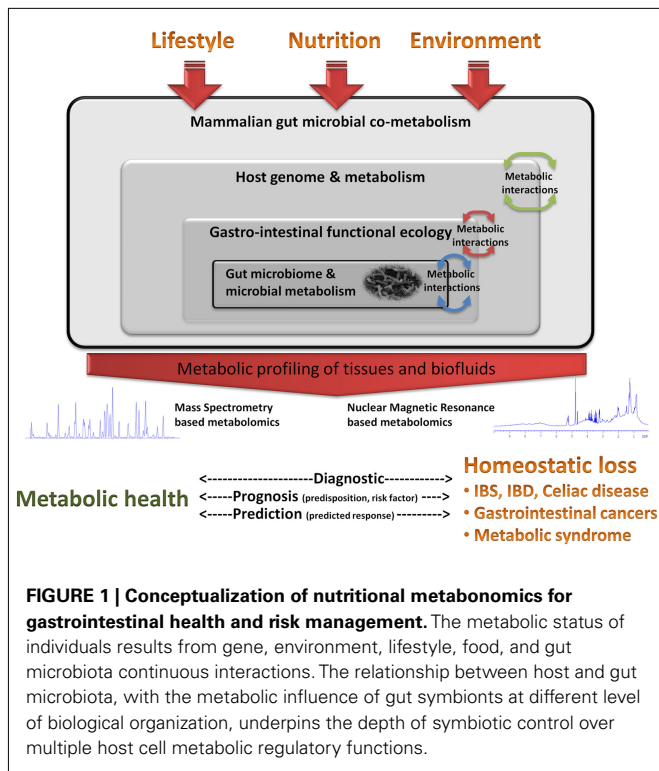 Lifestyle Nutrition Environment
Mammalian gut microbial co-metabolism
Host genome & metabolism
Metabolic
interactions
Gastro-intestinal functional ecology
Metabolic
interactions
Gut microbiome &
microbial metabolism
Metabolic
interactions
Metabolic profiling of tissues and biofluids
Mass Spectrometry
based metabolomics
Nuclear Magnetic Resonance
based metabolomics
Metabolic health
<---------------------Diagnostic----------->
<-----Prognosis (predisposition, risk factor) ---->
<-----Prediction (predicted response) --------->
Homeostatic loss
• IBS, IBD, Celiac disease
• Gastrointestinal cancers
• Metabolic syndrome
FIGURE 1 | Conceptualization of nutritional metabonomics for
gastrointestinal health and risk management. The metabolic status of
individuals results from gene, environment, lifestyle, food, and gut
microbiota continuous interactions. The relationship between host and gut
microbiota, with the metabolic influence of gut symbionts at different level
of biological organization, underpins the depth of symbiotic control over
multiple host cell metabolic regulatory functions.